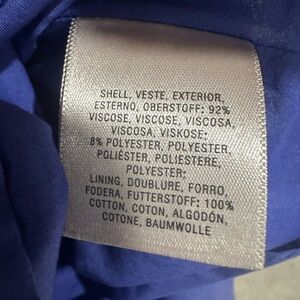 SHELL, VESTE, EXTERIOR,
ESTERNO, OBERSTOFF: 92%
VISCOSE, VISCOSE, VISCOSA,
VISCOSA, VISKOSE;
8% POLYESTER, POLYESTER,
POLIÉSTER, POLIESTERE,
POLYESTER;
LINING, DOUBLURE, FORRO,
FODERA, FUTTERSTOFF: 100%
COTTON, COTON, ALGODÓN,
COTONE, BAUMWOLLE